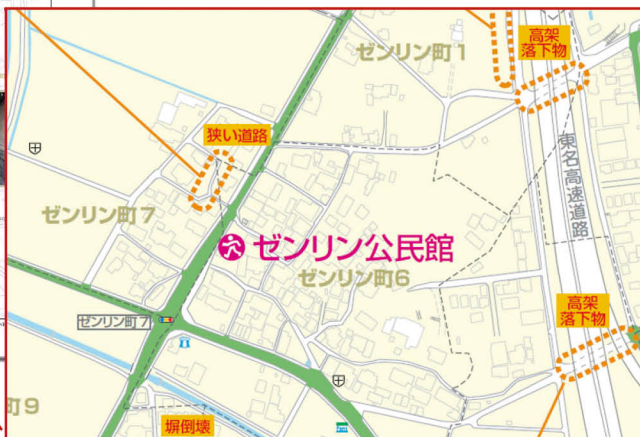 ゼンリン町1
高架
落下物
狭い道路
東名高速道路
ゼンリン町7
ゼンリン公民館
ゼンリン町6
高架
落下物
ゼンリン町7
町9
塀倒壊